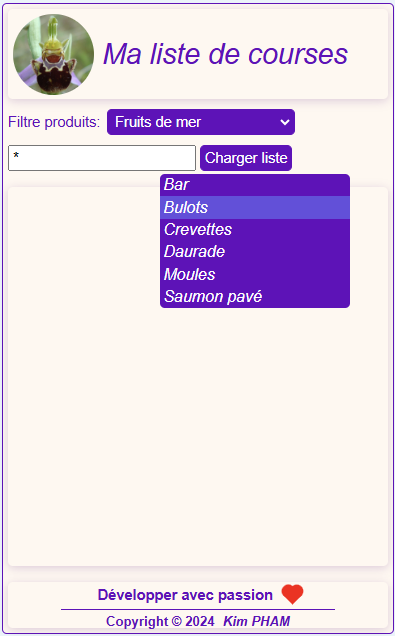 Ma liste de courses
Filtre produits: Fruits de mer
* Charger liste
Bar
Bulots
Crevettes
Daurade
Moules
Saumon pavé
Développer avec passion
Copyright © 2024 Kim PHAM